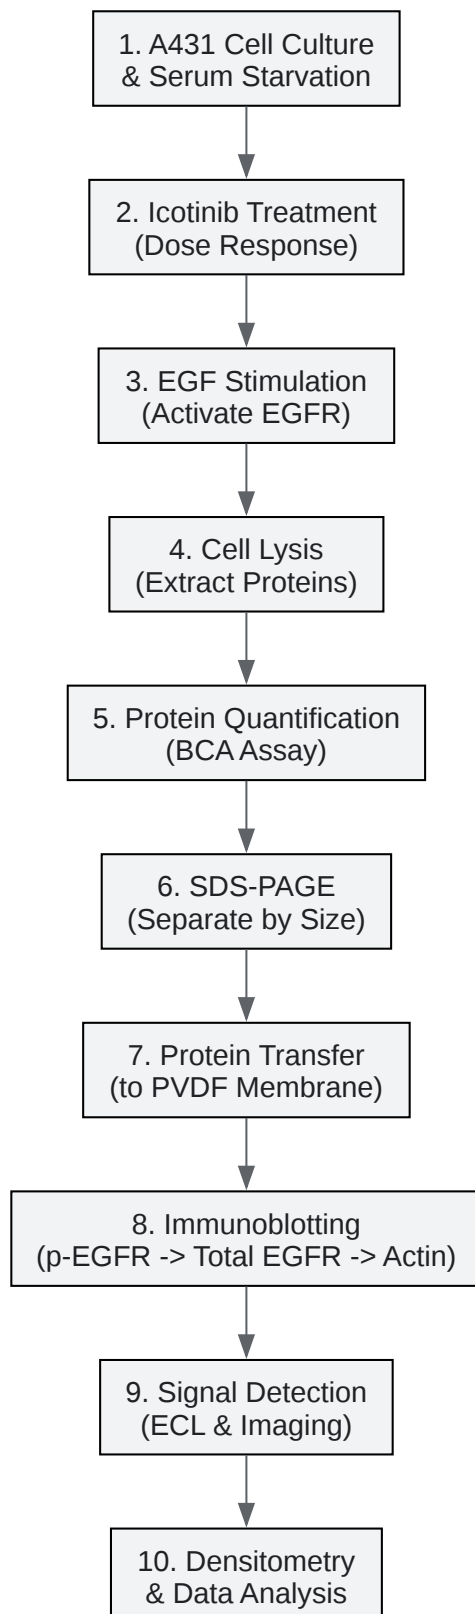 1. A431 Cell Culture
& Serum Starvation
2. Icotinib Treatment
(Dose Response)
3. EGF Stimulation
(Activate EGFR)
4. Cell Lysis
(Extract Proteins)
5. Protein Quantification
(BCA Assay)
6. SDS-PAGE
(Separate by Size)
7. Protein Transfer
(to PVDF Membrane)
8. Immunoblotting
(p-EGFR -> Total EGFR -> Actin)
9. Signal Detection
(ECL & Imaging)
10. Densitometry
& Data Analysis